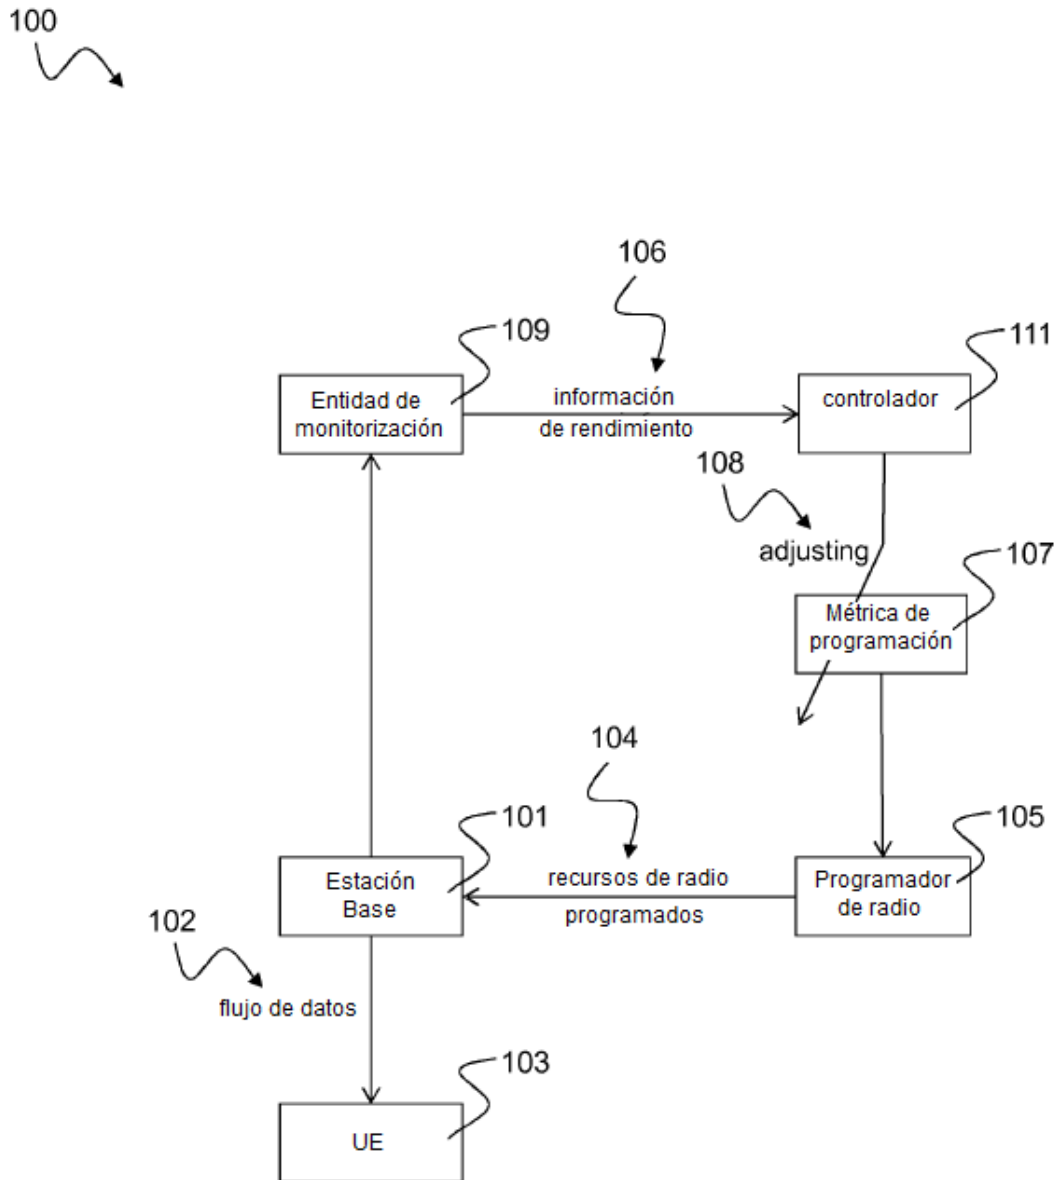 100
106
109
111
Entidad de
monitorización
información
de rendimiento
controlador
108
adjusting
107
Métrica de
programación
104
101
105
Estación
Base
recursos de radio
programados
Programador
de radio
102
flujo de datos
103
UE